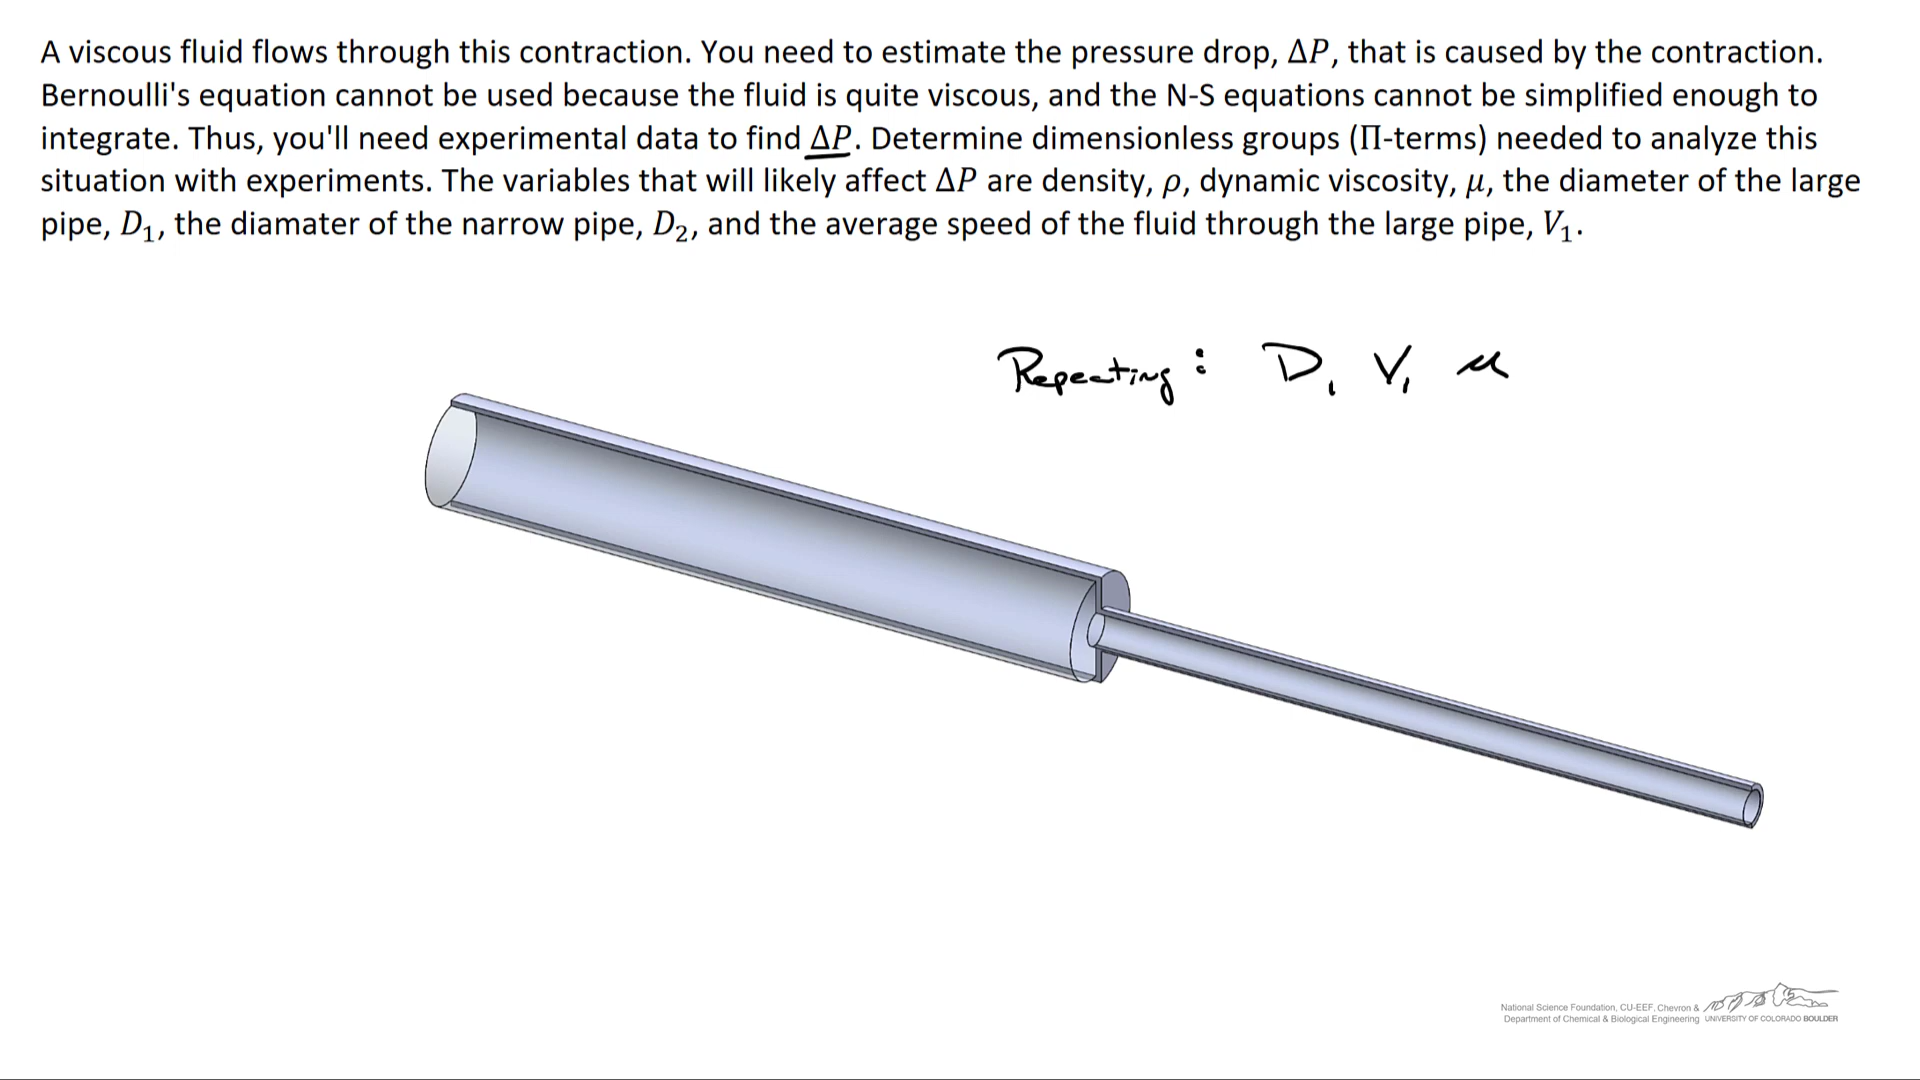 A viscous fluid flows through this contraction. You need to estimate the pressure drop, ΔP, that is caused by the contraction.
Bernoulli's equation cannot be used because the fluid is quite viscous, and the N-S equations cannot be simplified enough to
integrate. Thus, you'll need experimental data to find ΔP. Determine dimensionless groups (Π-terms) needed to analyze this
situation with experiments. The variables that will likely affect ΔP are density, ρ, dynamic viscosity, μ, the diameter of the large
pipe, D₁, the diamater of the narrow pipe, D₂, and the average speed of the fluid through the large pipe, V₁.
Repeating: D₁ V₁ μ
National Science Foundation, CU-EEF, Chevron &
Department of Chemical & Biological Engineering UNIVERSITY OF COLORADO BOULDER